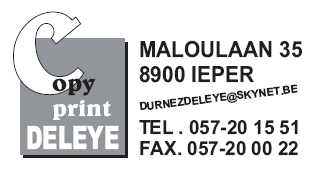 Copy
print
DELEYE
MALOULAAN 35
8900 IEPER
DURNEZDELEYE@SKYNET.BE
TEL . 057-20 15 51
FAX. 057-20 00 22